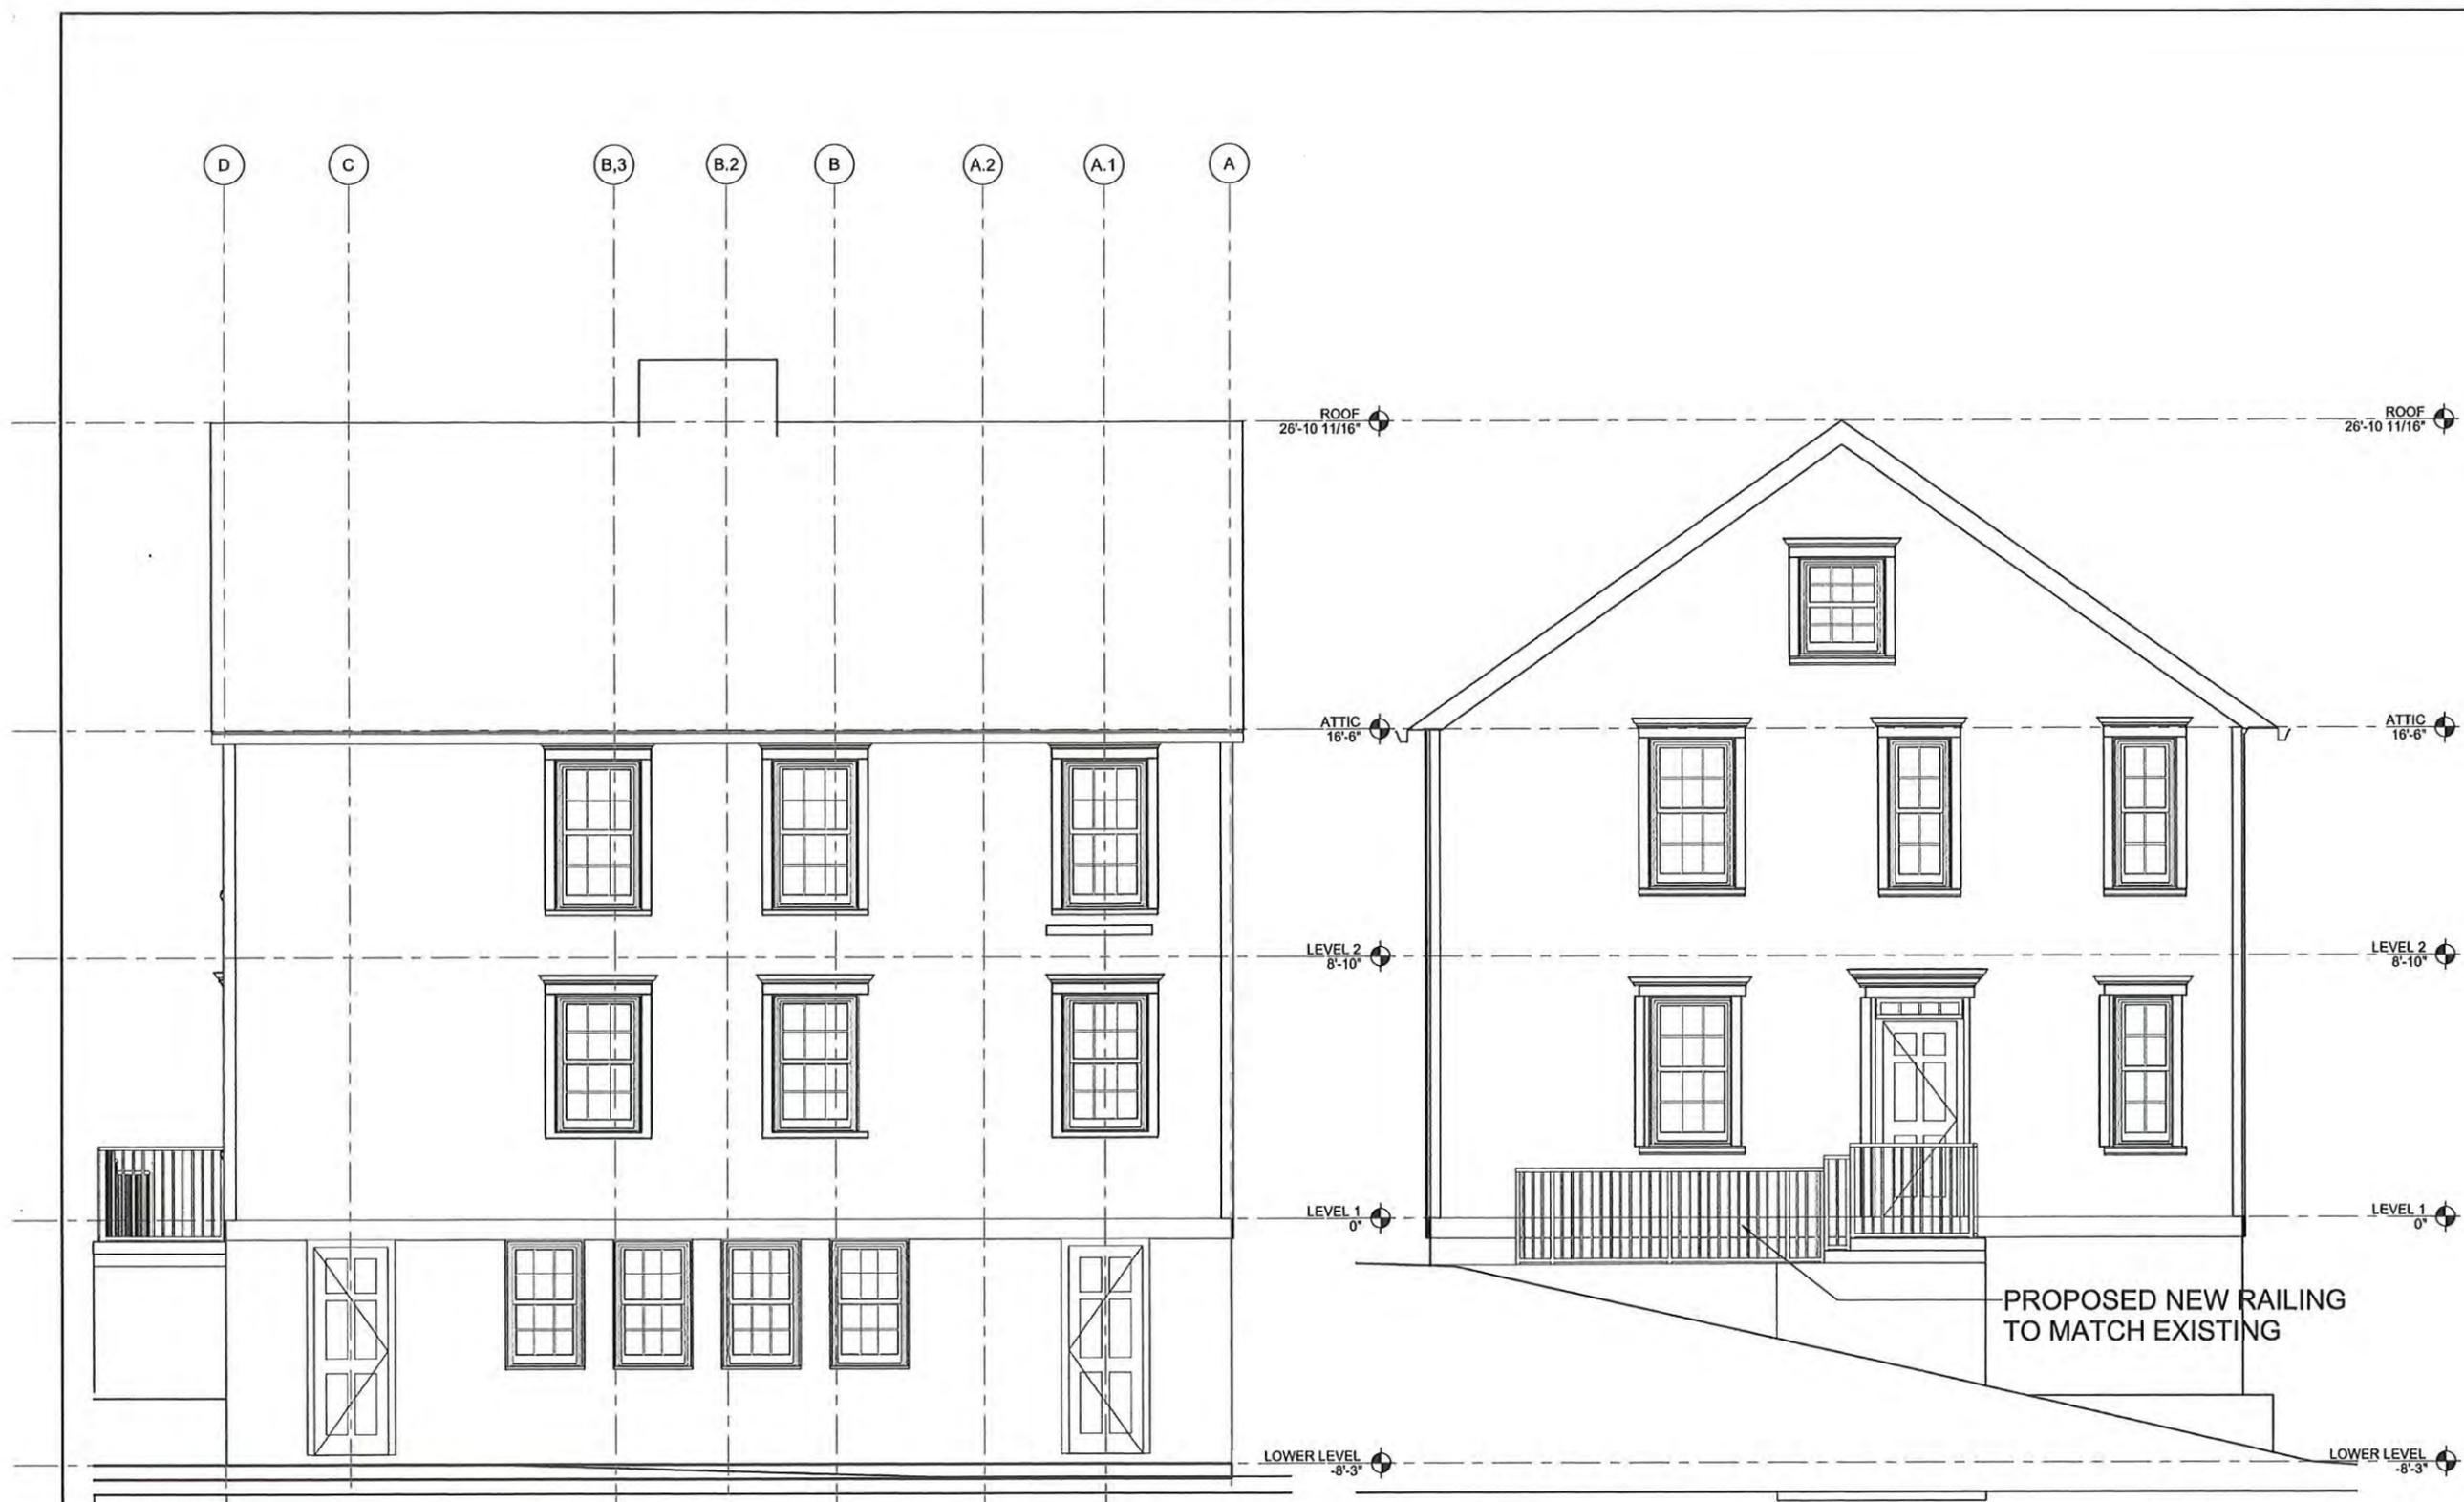 D
C
B,3
B.2
B
A.2
A.1
A
ROOF
26'-10 11/16"
ROOF
26'-10 11/16"
ATTIC
16'-6"
ATTIC
16'-6"
LEVEL 2
8'-10"
LEVEL 2
8'-10"
LEVEL 1
0"
LEVEL 1
0"
PROPOSED NEW RAILING
TO MATCH EXISTING
LOWER LEVEL
-8'-3"
LOWER LEVEL
-8'-3"